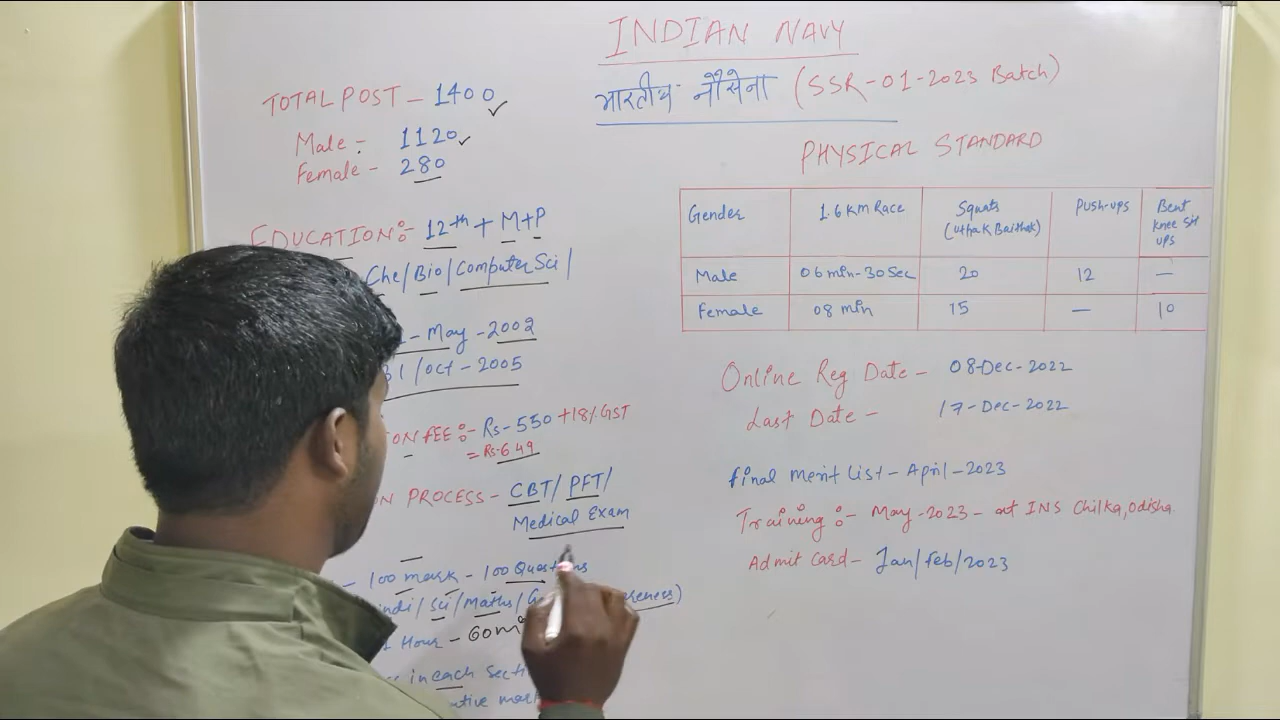 INDIAN NAVY
भारतीय नौसेना (SSR-01-2023 Batch)
TOTAL POST - 1400
Male - 1120
Female - 280
EDUCATION:- 12th + M+P
Che/Bio/Computer Sci/
- May - 2002
/Oct - 2005
FEE:- Rs-550 +18% GST
= Rs-649
PROCESS - CBT/PFT/
Medical Exam
- 100 mark - 100
/Sci/Maths/
Hour - 60
in each
PHYSICAL STANDARD
Gender 1.6 KM Race Squats (Uthak Baithak) Push-ups Bent Knee Sit ups
Male 06 min-30 Sec 20 12 —
Female 08 min 15 — 10
Online Reg Date - 08-Dec-2022
Last Date - 17-Dec-2022
final Merit List - April-2023
Training:- May-2023 - at INS Chilka, Odisha.
Admit Card - Jan/feb/2023